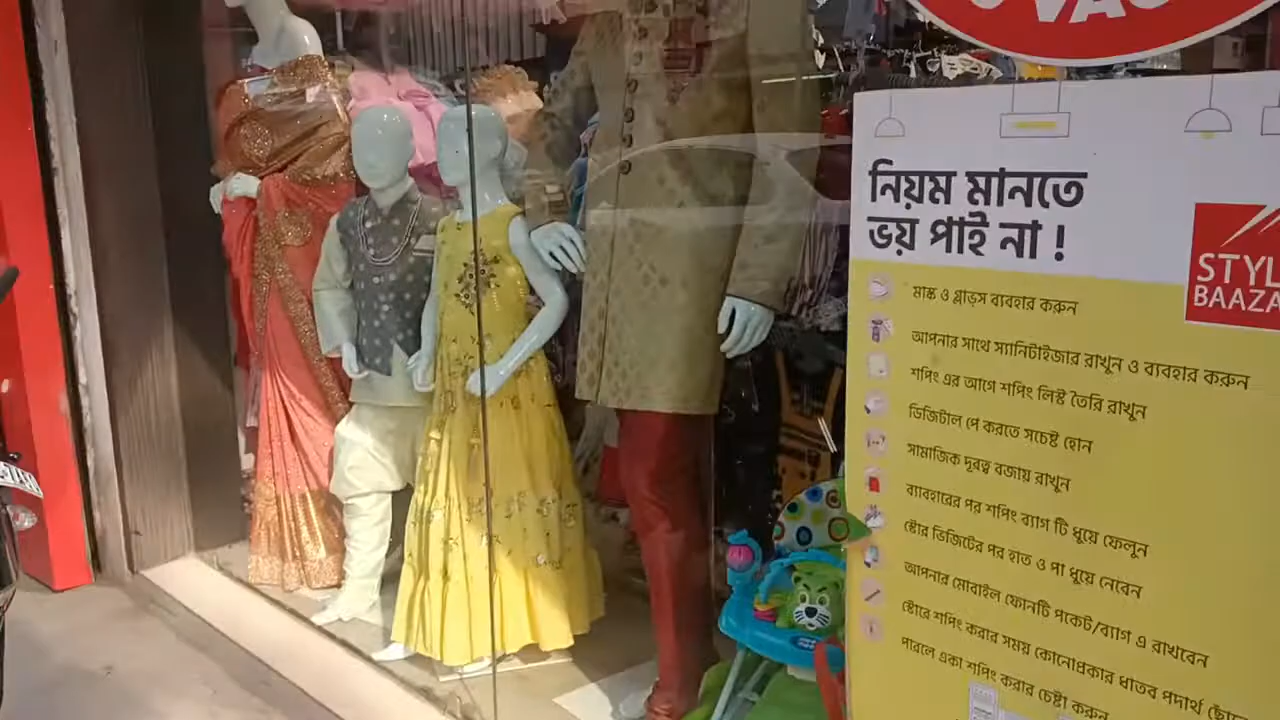 নিয়ম মানতে
ভয় পাই না !
STYL
BAAZA
মাস্ক ও গ্লাভস ব্যবহার করুন
আপনার সাথে স্যানিটাইজার রাখুন ও ব্যবহার করুন
শপিং এর আগে শপিং লিস্ট তৈরি রাখুন
ডিজিটাল পে করতে সচেষ্ট হোন
সামাজিক দূরত্ব বজায় রাখুন
ব্যাবহারের পর শপিং ব্যাগ টি ধুয়ে ফেলুন
স্টোর ভিজিটের পর হাত ও পা ধুয়ে নেবেন
আপনার মোবাইল ফোনটি পকেট/ব্যাগ এ রাখবেন
স্টোরে শপিং করার সময় কোনোপ্রকার ধাতব পদার্থ
পারলে একা শপিং করার চেষ্টা করুন